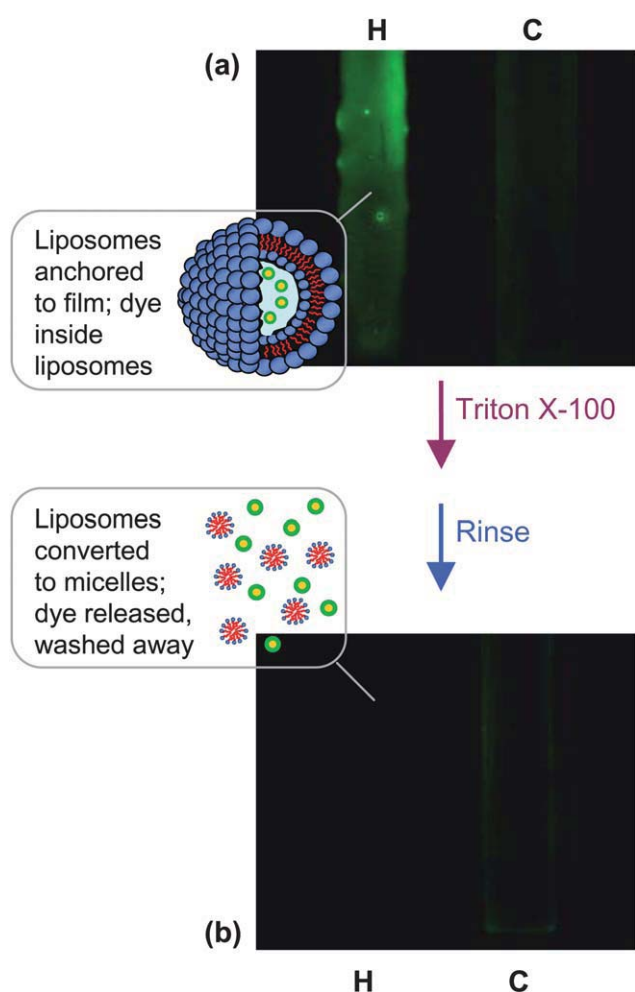 H C
(a)
Liposomes
anchored
to film; dye
inside
liposomes
Triton X-100
Rinse
Liposomes
converted
to micelles;
dye released,
washed away
(b)
H C